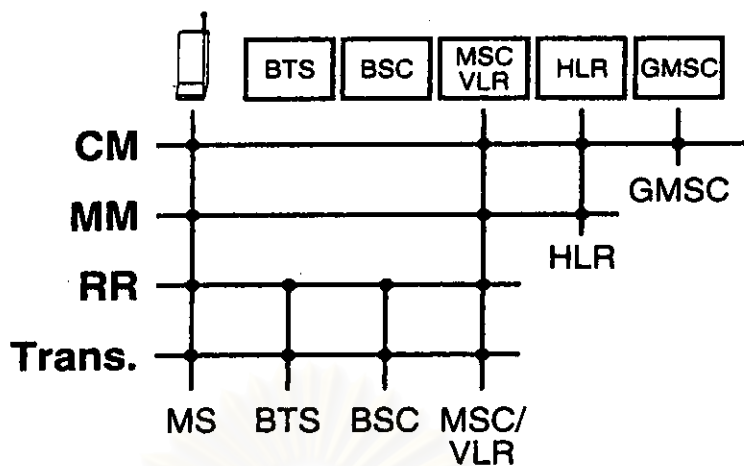 BTS BSC MSC VLR HLR GMSC
CM
GMSC
MM
HLR
RR
Trans.
MS BTS BSC MSC/
VLR